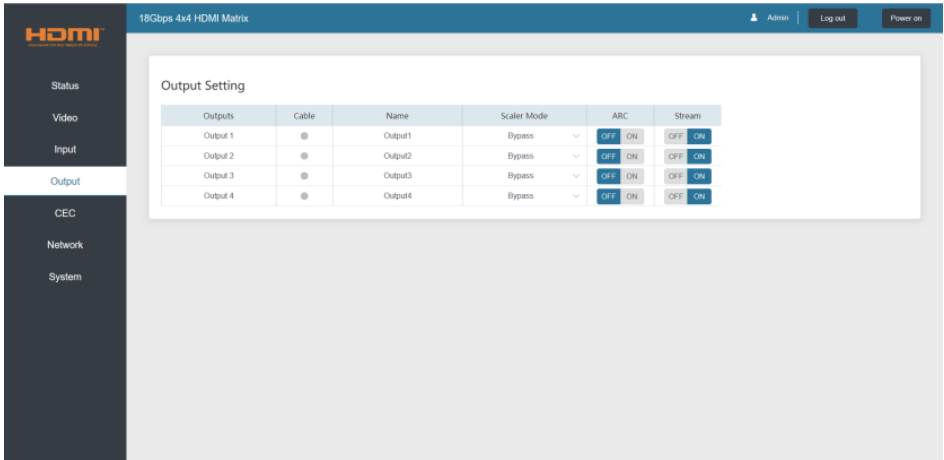 HDMI
18Gbps 4x4 HDMI Matrix
Admin
Log out
Power on
Status
Video
Input
Output
CEC
Network
System
Output Setting
Outputs Cable Name Scaler Mode ARC Stream
Output 1 Output1 Bypass OFF ON OFF ON
Output 2 Output2 Bypass OFF ON OFF ON
Output 3 Output3 Bypass OFF ON OFF ON
Output 4 Output4 Bypass OFF ON OFF ON